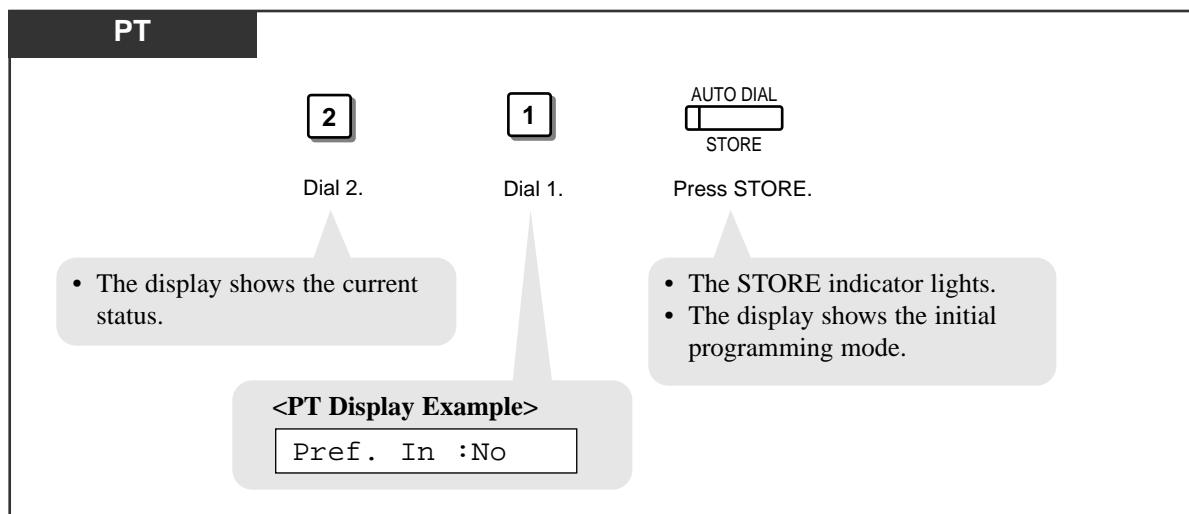 PT
2
1
AUTO DIAL
STORE
Dial 2.
Dial 1.
Press STORE.
• The display shows the current
status.
• The STORE indicator lights.
• The display shows the initial
programming mode.
<PT Display Example>
Pref. In :No